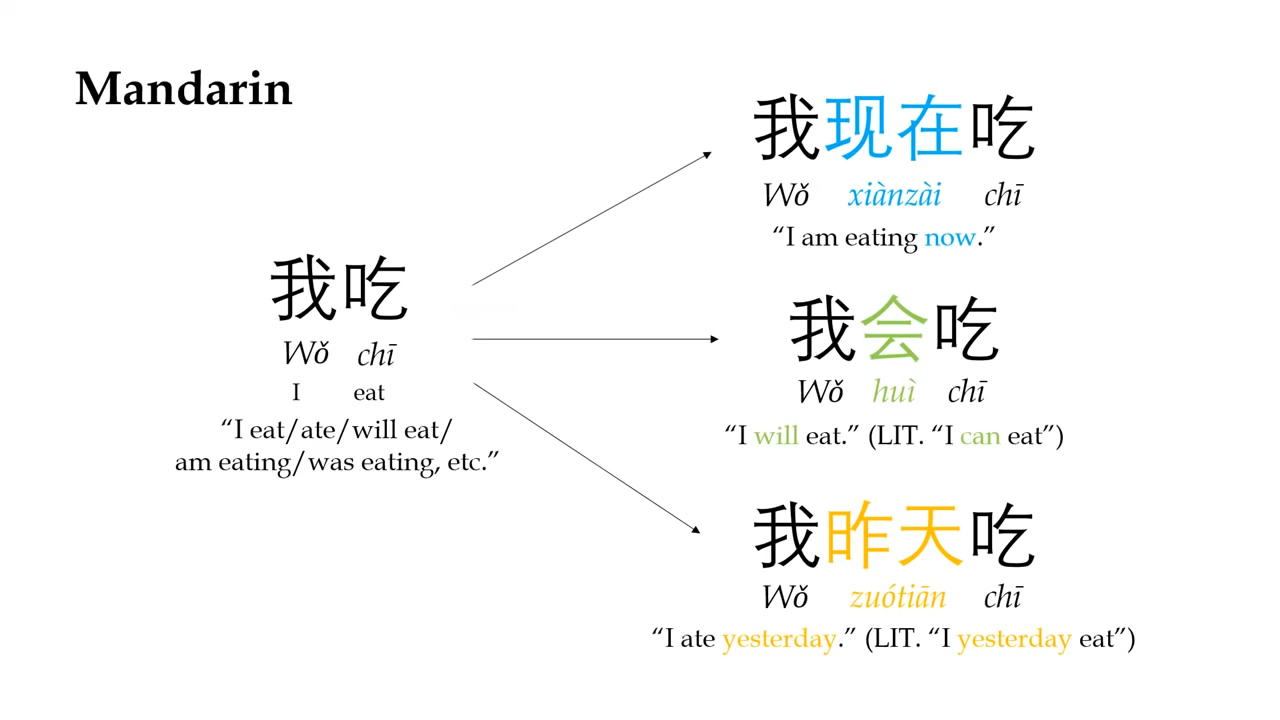 Mandarin
我吃
Wǒ chī
I eat
“I eat/ate/will eat/
am eating/was eating, etc.”
我现在吃
Wǒ xiànzài chī
“I am eating now.”
我会吃
Wǒ huì chī
“I will eat.” (LIT. “I can eat”)
我昨天吃
Wǒ zuótiān chī
“I ate yesterday.” (LIT. “I yesterday eat”)